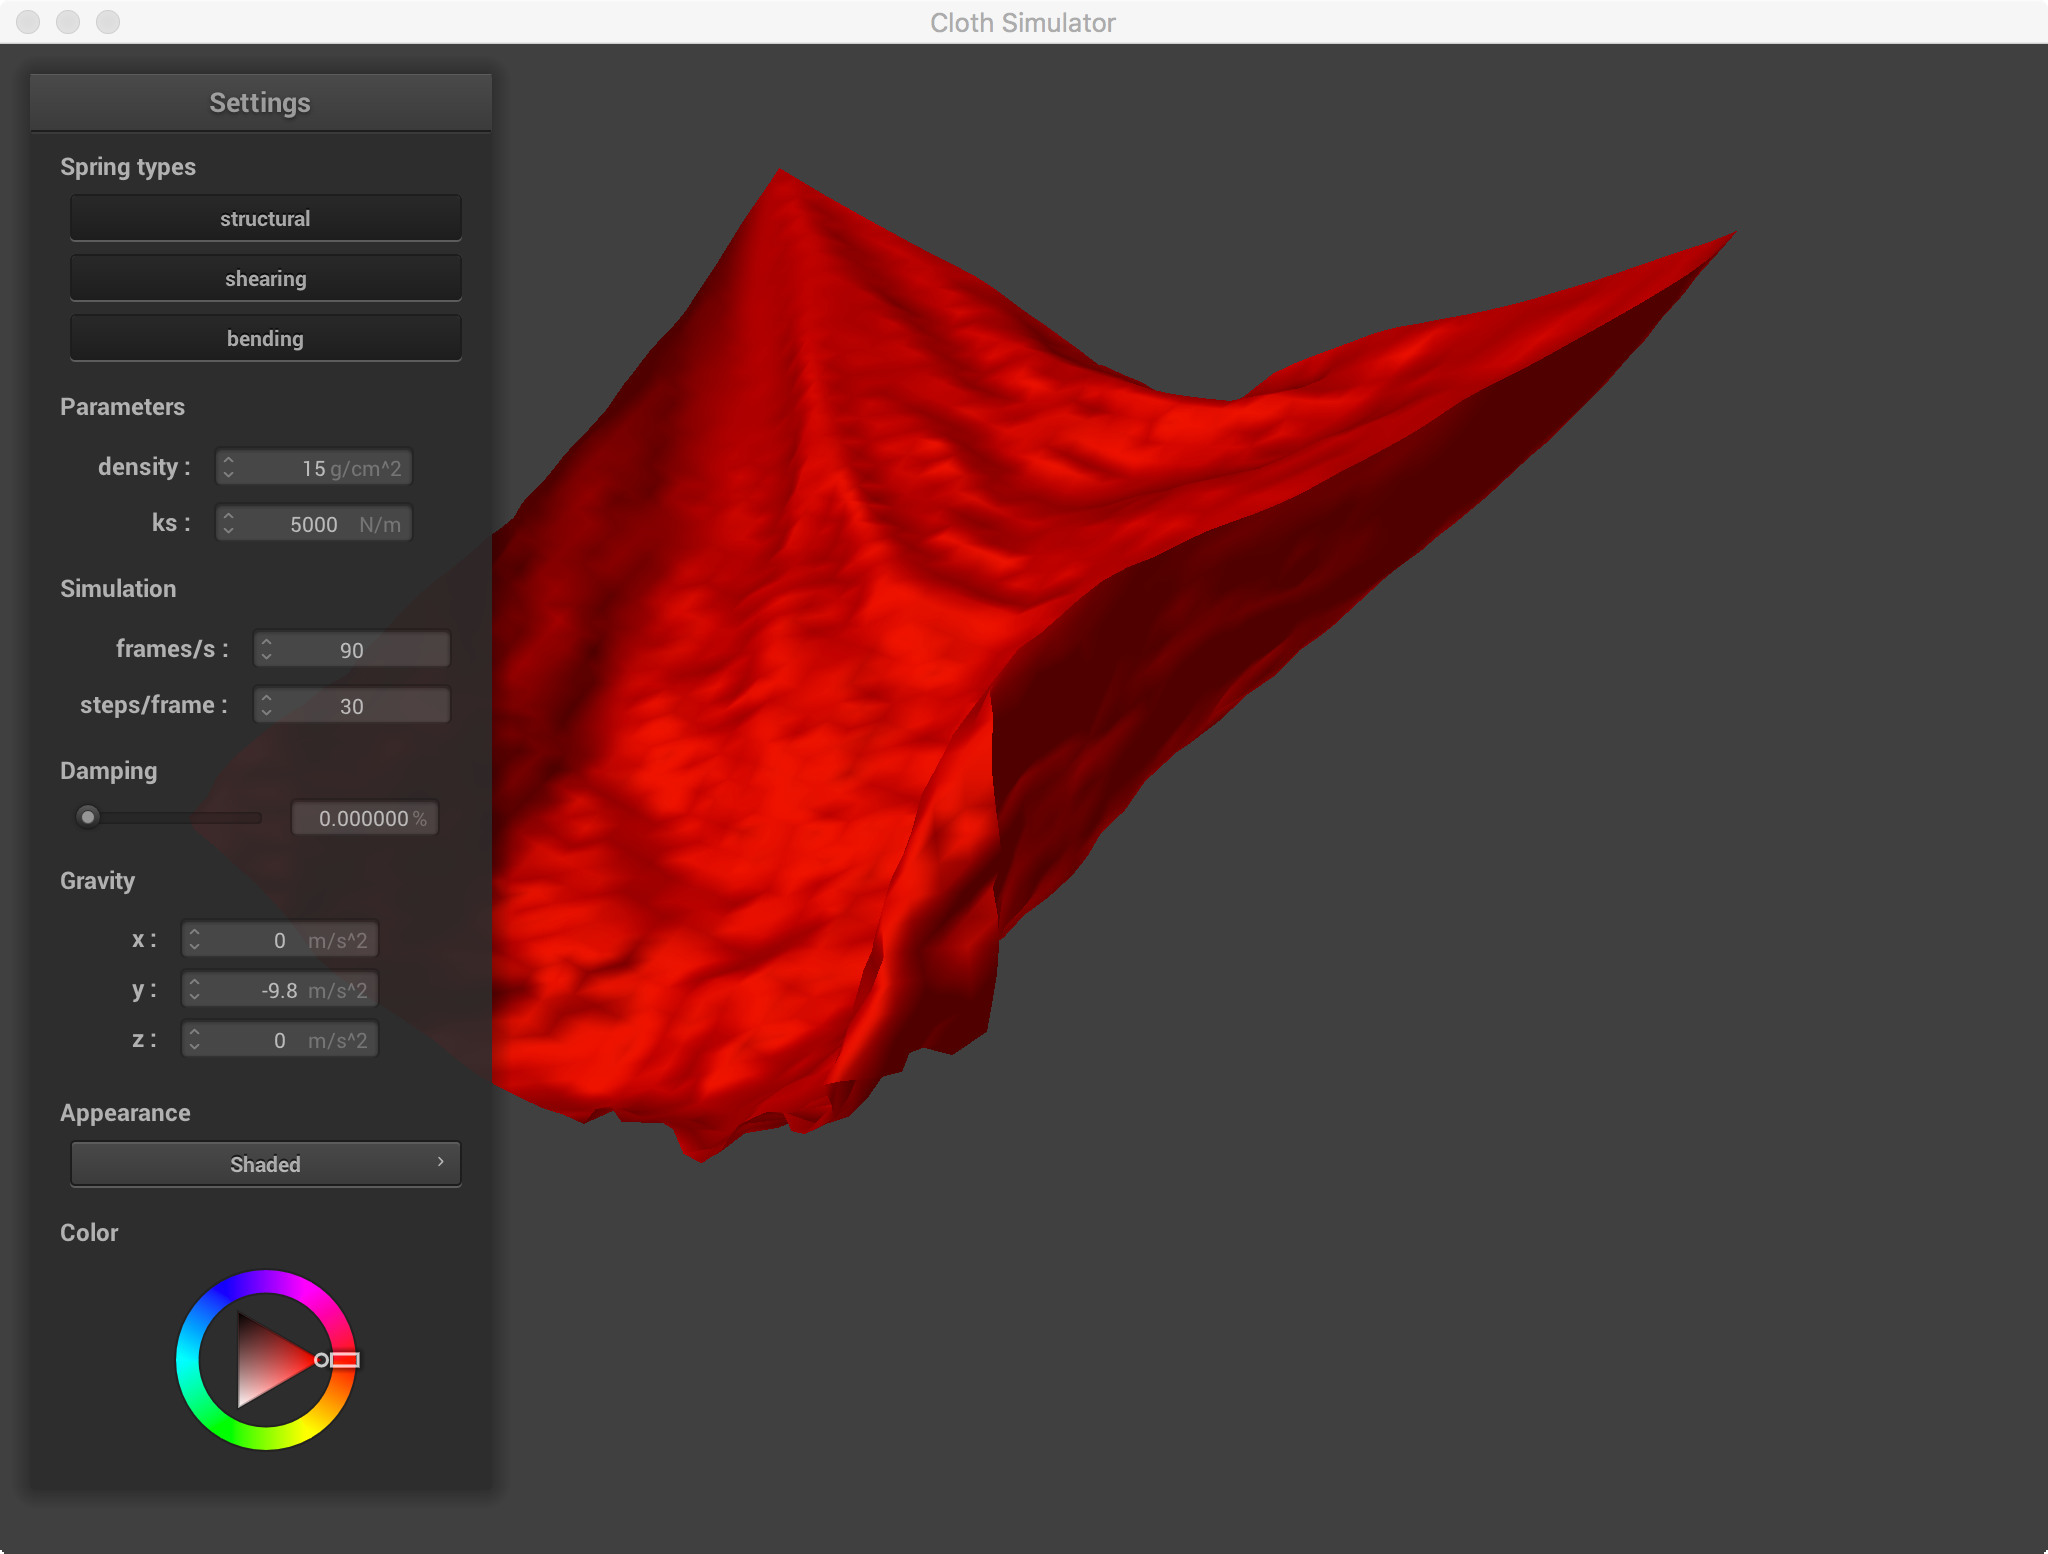 Cloth Simulator
Settings
Spring types
structural
shearing
bending
Parameters
density : 15 g/cm^2
ks : 5000 N/m
Simulation
frames/s : 90
steps/frame : 30
Damping
0.000000 %
Gravity
x : 0 m/s^2
y : -9.8 m/s^2
z : 0 m/s^2
Appearance
Shaded
Color